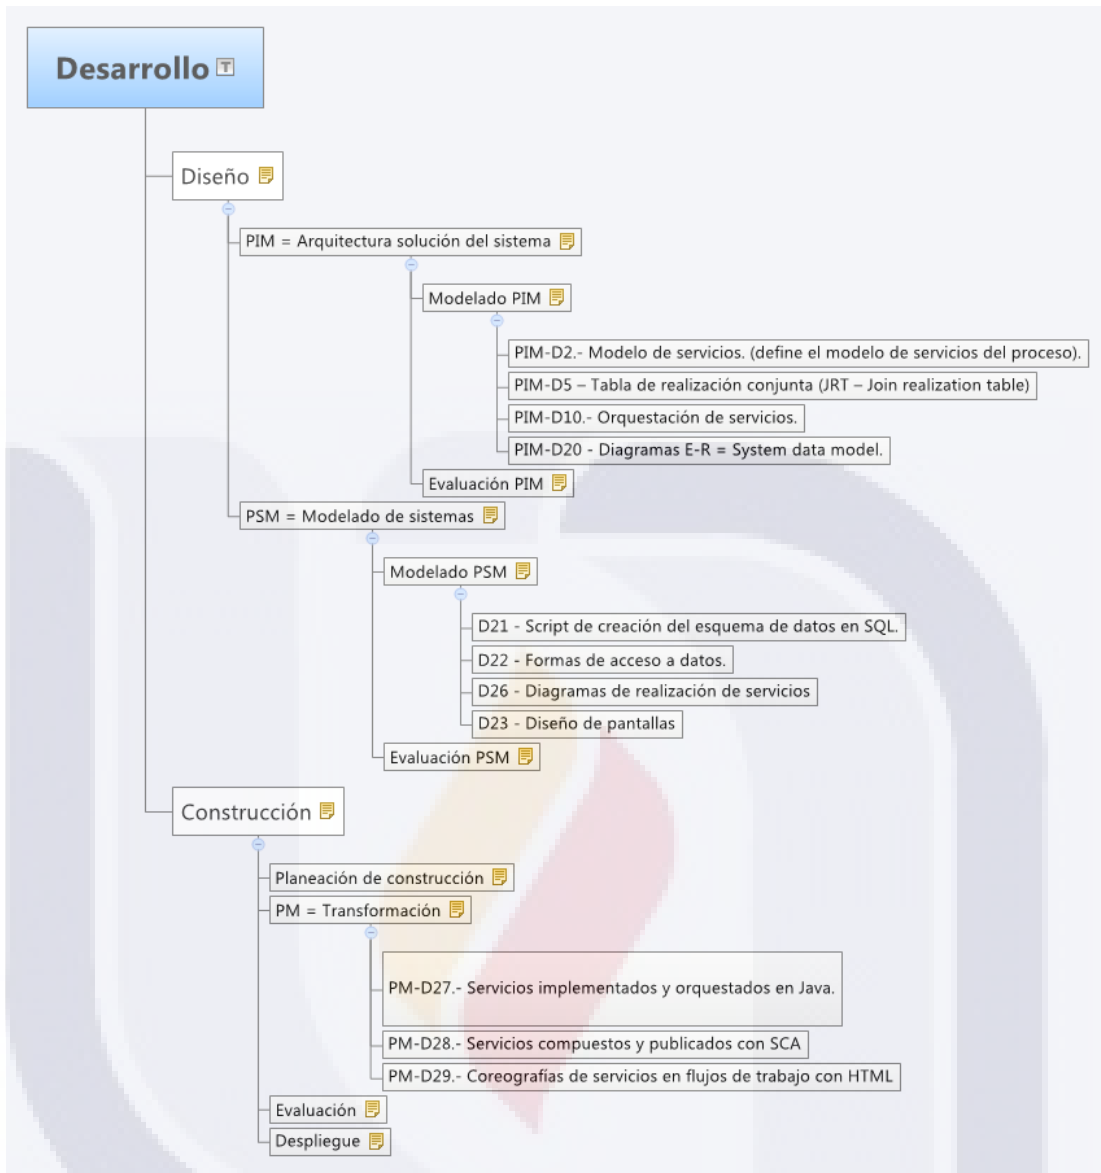 Desarrollo
Diseño
PIM = Arquitectura solución del sistema
Modelado PIM
PIM-D2.- Modelo de servicios. (define el modelo de servicios del proceso).
PIM-D5 – Tabla de realización conjunta (JRT – Join realization table)
PIM-D10.- Orquestación de servicios.
PIM-D20 - Diagramas E-R = System data model.
Evaluación PIM
PSM = Modelado de sistemas
Modelado PSM
D21 - Script de creación del esquema de datos en SQL.
D22 - Formas de acceso a datos.
D26 - Diagramas de realización de servicios
D23 - Diseño de pantallas
Evaluación PSM
Construcción
Planeación de construcción
PM = Transformación
PM-D27.- Servicios implementados y orquestados en Java.
PM-D28.- Servicios compuestos y publicados con SCA
PM-D29.- Coreografías de servicios en flujos de trabajo con HTML
Evaluación
Despliegue